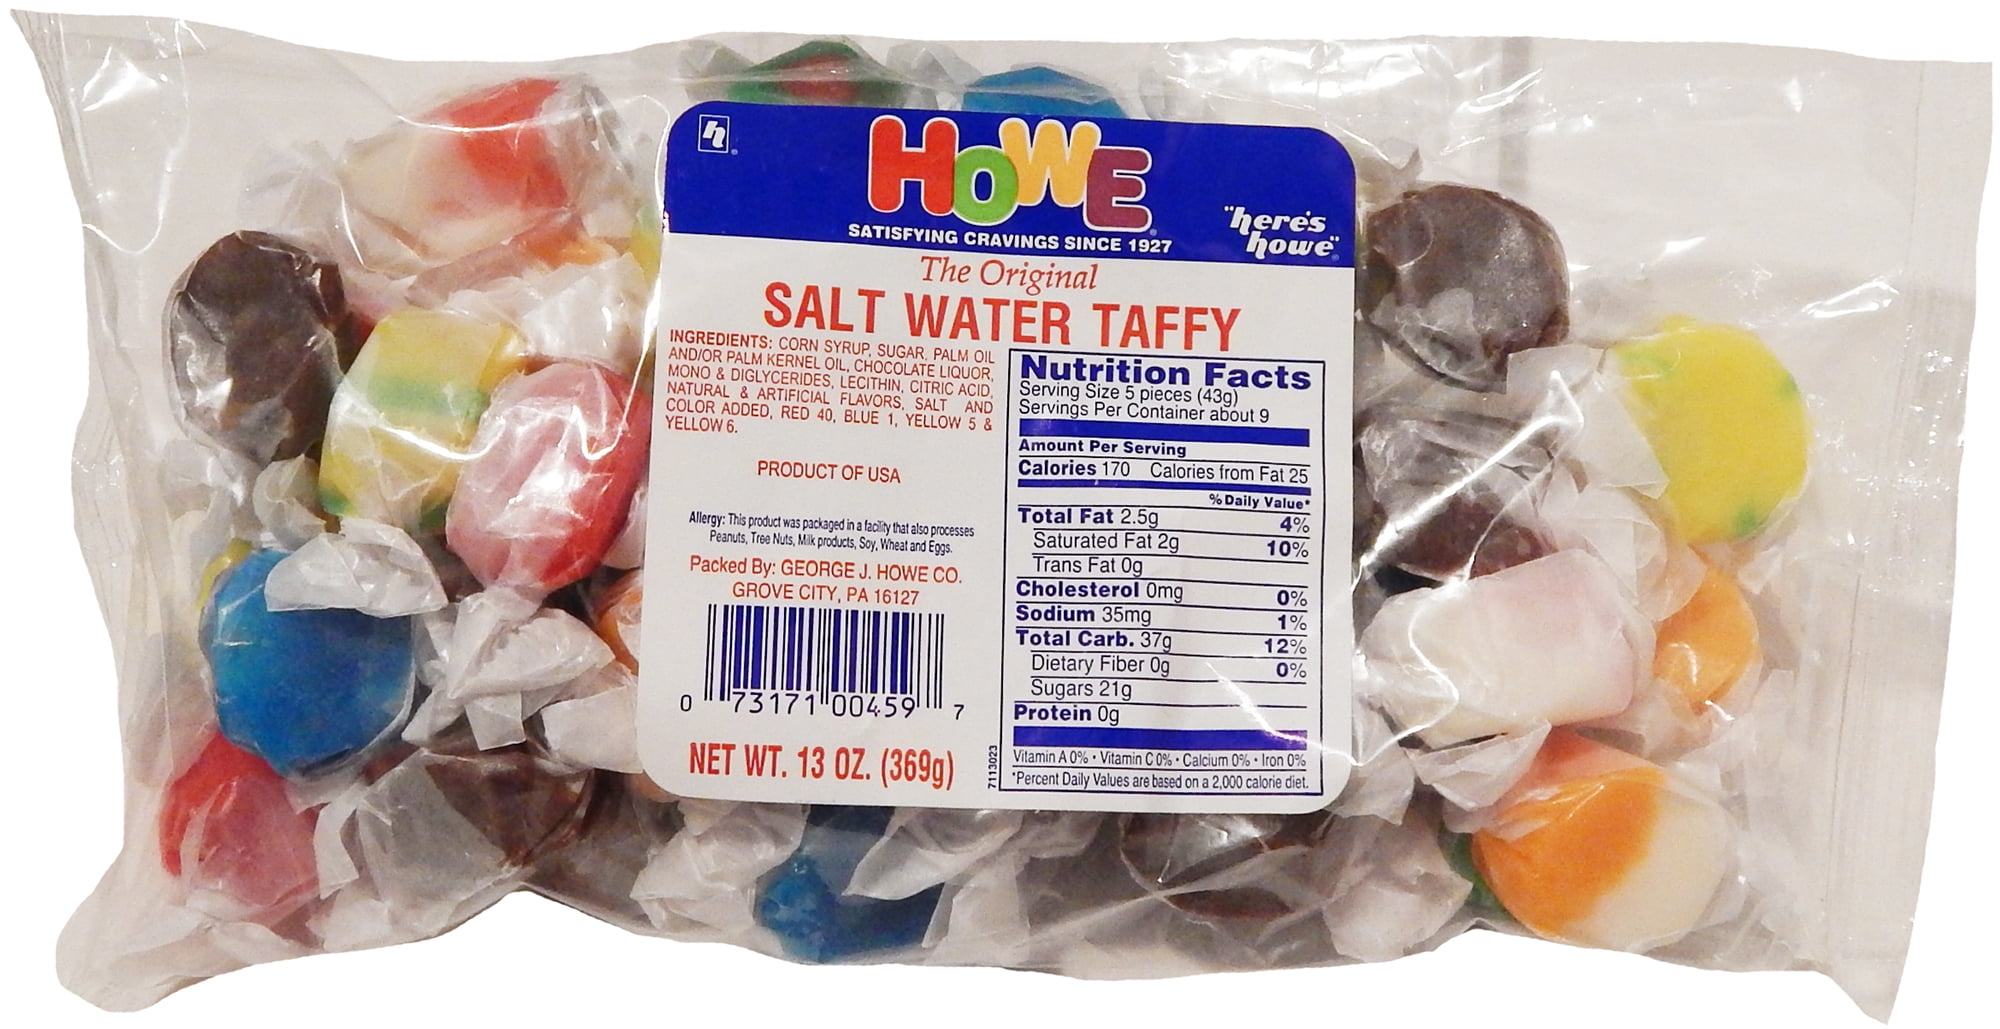 h
HOWE
SATISFYING CRAVINGS SINCE 1927
"here's
howe"
The Original
SALT WATER TAFFY
INGREDIENTS: CORN SYRUP, SUGAR, PALM OIL
AND/OR PALM KERNEL OIL, CHOCOLATE LIQUOR,
MONO & DIGLYCERIDES, LECITHIN, CITRIC ACID,
NATURAL & ARTIFICIAL FLAVORS, SALT AND
COLOR ADDED, RED 40, BLUE 1, YELLOW 5 &
YELLOW 6.
PRODUCT OF USA
Allergy: This product was packaged in a facility that also processes
Peanuts, Tree Nuts, Milk products, Soy, Wheat and Eggs.
Packed By: GEORGE J. HOWE CO.
GROVE CITY, PA 16127
0 73171 00459 7
NET WT. 13 OZ. (369g)
7113023
Nutrition Facts
Serving Size 5 pieces (43g)
Servings Per Container about 9
Amount Per Serving
Calories 170 Calories from Fat 25
% Daily Value*
Total Fat 2.5g 4%
Saturated Fat 2g 10%
Trans Fat 0g
Cholesterol 0mg 0%
Sodium 35mg 1%
Total Carb. 37g 12%
Dietary Fiber 0g 0%
Sugars 21g
Protein 0g
Vitamin A 0% • Vitamin C 0% • Calcium 0% • Iron 0%
*Percent Daily Values are based on a 2,000 calorie diet.